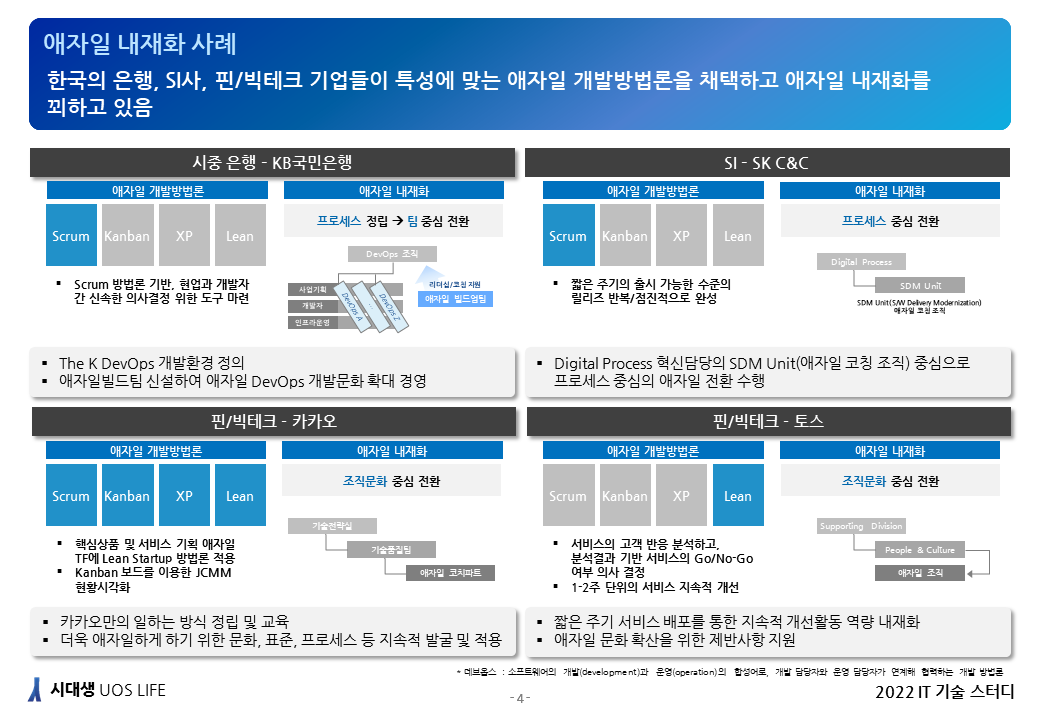 애자일 내재화 사례
한국의 은행, SI사, 핀/빅테크 기업들이 특성에 맞는 애자일 개발방법론을 채택하고 애자일 내재화를
꾀하고 있음
시중 은행 – KB국민은행
애자일 개발방법론
애자일 내재화
Scrum
Kanban
XP
Lean
프로세스 정립 → 팀 중심 전환
DevOps 조직
사업기획
개발자
인프라운영
DevOps A
...
DevOps Z
리더십/코칭 지원
애자일 빌드업팀
▪ Scrum 방법론 기반, 현업과 개발자
간 신속한 의사결정 위한 도구 마련
▪ The K DevOps 개발환경 정의
▪ 애자일빌드팀 신설하여 애자일 DevOps 개발문화 확대 경영
SI – SK C&C
애자일 개발방법론
애자일 내재화
Scrum
Kanban
XP
Lean
프로세스 중심 전환
Digital Process
SDM Unit
SDM Unit(S/W Delivery Modernization)
애자일 코칭 조직
▪ 짧은 주기의 출시 가능한 수준의
릴리즈 반복/점진적으로 완성
▪ Digital Process 혁신담당의 SDM Unit(애자일 코칭 조직) 중심으로
프로세스 중심의 애자일 전환 수행
핀/빅테크 – 카카오
애자일 개발방법론
애자일 내재화
Scrum
Kanban
XP
Lean
조직문화 중심 전환
기술전략실
기술품질팀
애자일 코치파트
▪ 핵심상품 및 서비스 기획 애자일
TF에 Lean Startup 방법론 적용
▪ Kanban 보드를 이용한 JCMM
현황시각화
▪ 카카오만의 일하는 방식 정립 및 교육
▪ 더욱 애자일하게 하기 위한 문화, 표준, 프로세스 등 지속적 발굴 및 적용
핀/빅테크 – 토스
애자일 개발방법론
애자일 내재화
Scrum
Kanban
XP
Lean
조직문화 중심 전환
Supporting Division
People & Culture
애자일 조직
▪ 서비스의 고객 반응 분석하고,
분석결과 기반 서비스의 Go/No-Go
여부 의사 결정
▪ 1-2주 단위의 서비스 지속적 개선
▪ 짧은 주기 서비스 배포를 통한 지속적 개선활동 역량 내재화
▪ 애자일 문화 확산을 위한 제반사항 지원
* 데브옵스 : 소프트웨어의 개발(development)과 운영(operation)의 합성어로, 개발 담당자와 운영 담당자가 연계해 협력하는 개발 방법론
시대생 UOS LIFE
- 4 -
2022 IT 기술 스터디